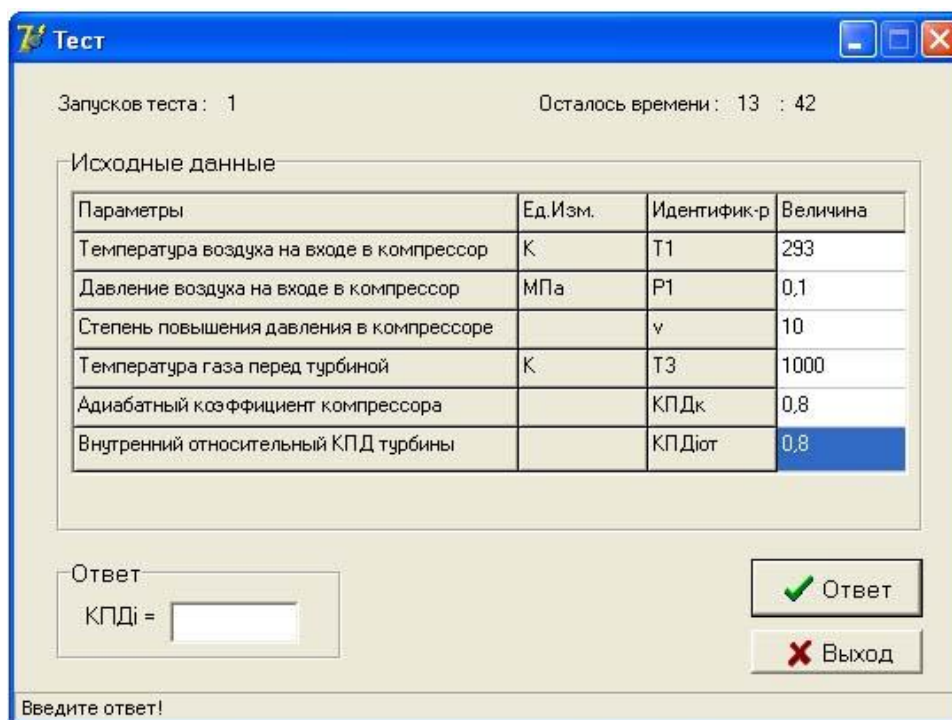 Тест
Запусков теста : 1 Осталось времени : 13 : 42
Исходные данные
Параметры Ед.Изм. Идентифик-р Величина
Температура воздуха на входе в компрессор К Т1 293
Давление воздуха на входе в компрессор МПа Р1 0,1
Степень повышения давления в компрессоре v 10
Температура газа перед турбиной К Т3 1000
Адиабатный коэффициент компрессора КПДк 0,8
Внутренний относительный КПД турбины КПДiот 0,8
Ответ
КПДi =
Ответ
Выход
Введите ответ!